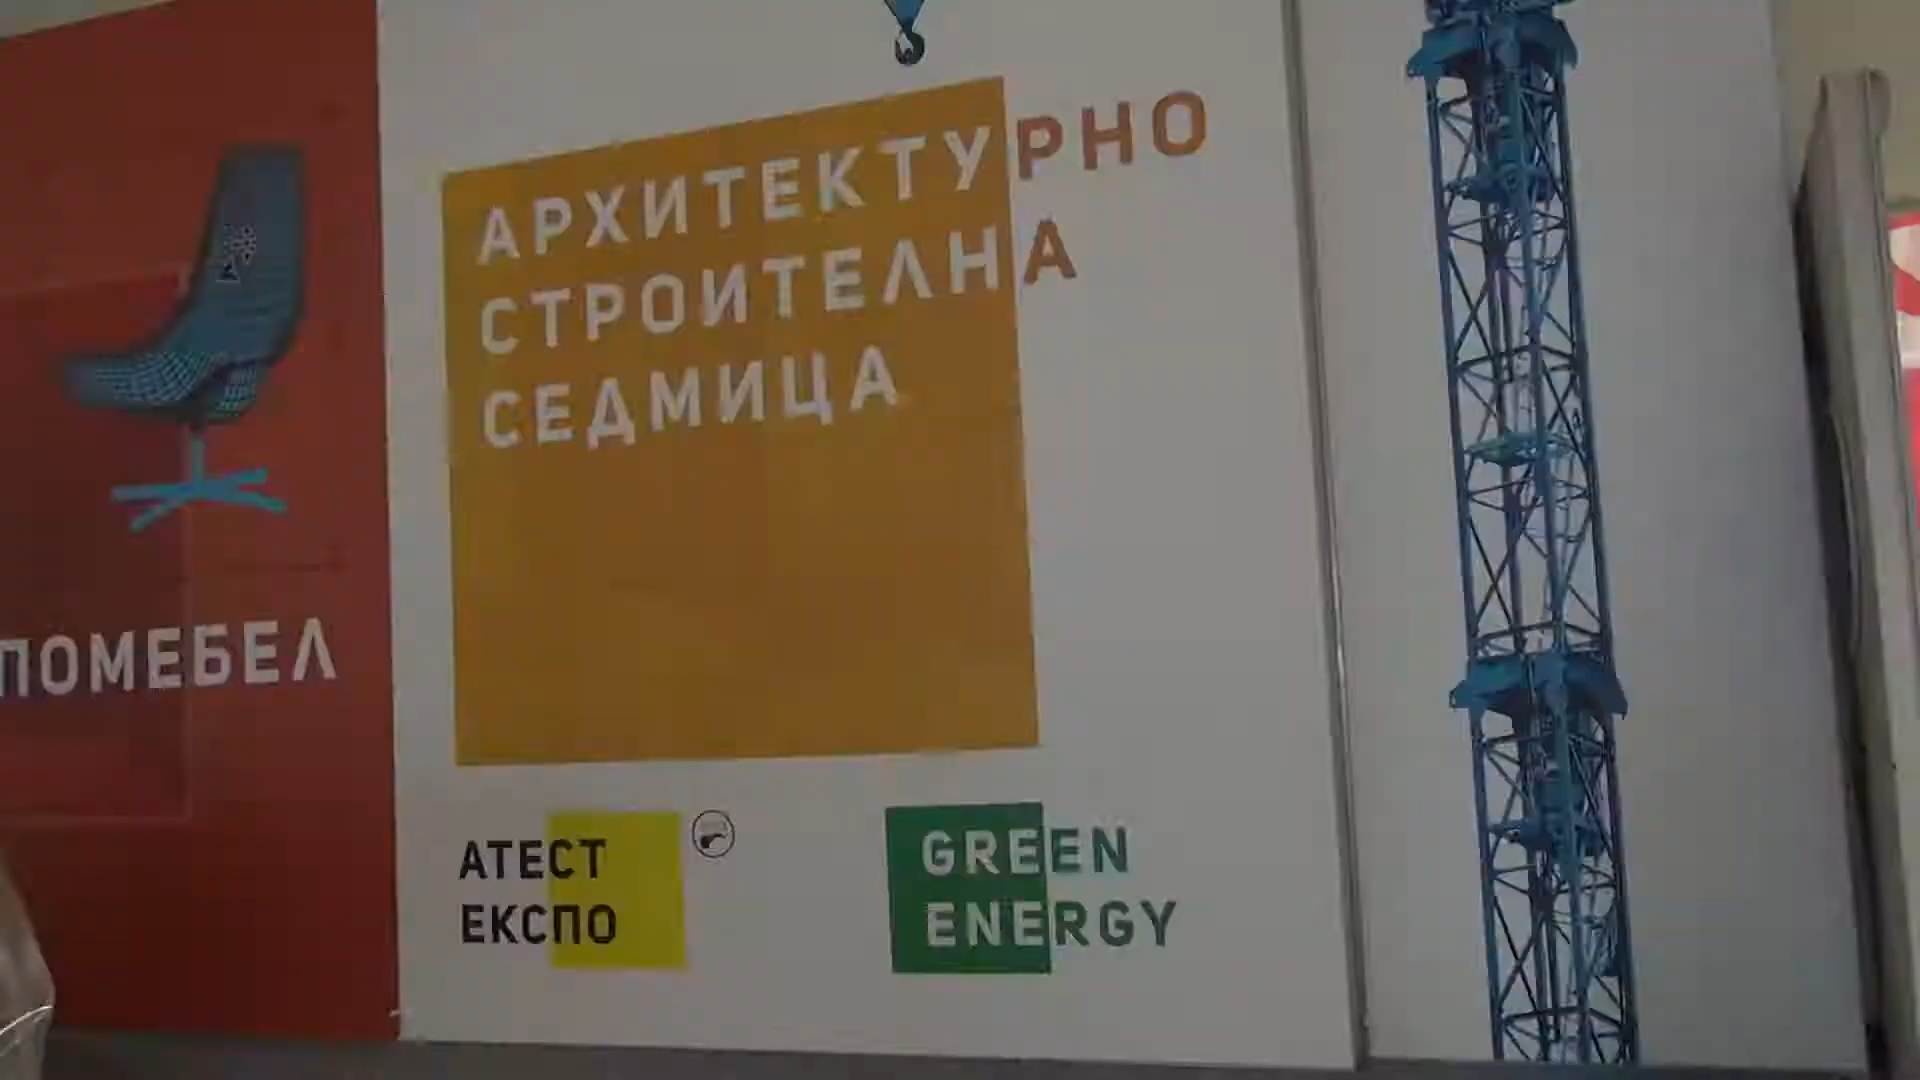 АРХИТЕКТУРНО
СТРОИТЕЛНА
СЕДМИЦА
ПОМЕБЕЛ
АТЕСТ
ЕКСПО
GREEN
ENERGY